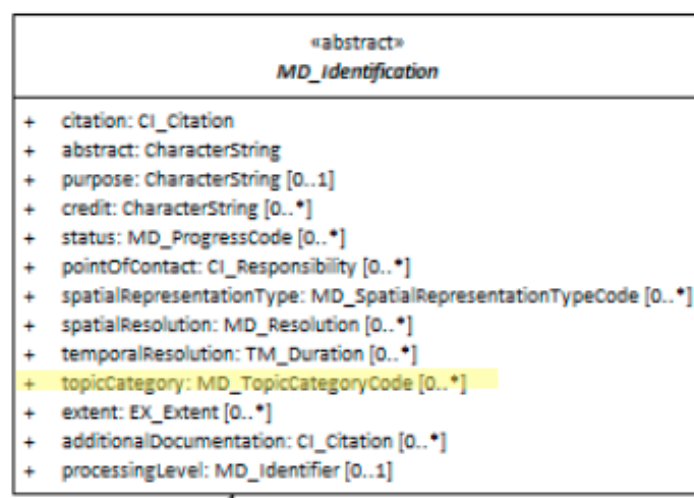 «abstract»
MD_Identification
+ citation: CI_Citation
+ abstract: CharacterString
+ purpose: CharacterString [0..1]
+ credit: CharacterString [0..*]
+ status: MD_ProgressCode [0..*]
+ pointOfContact: CI_Responsibility [0..*]
+ spatialRepresentationType: MD_SpatialRepresentationTypeCode [0..*]
+ spatialResolution: MD_Resolution [0..*]
+ temporalResolution: TM_Duration [0..*]
+ topicCategory: MD_TopicCategoryCode [0..*]
+ extent: EX_Extent [0..*]
+ additionalDocumentation: CI_Citation [0..*]
+ processingLevel: MD_Identifier [0..1]